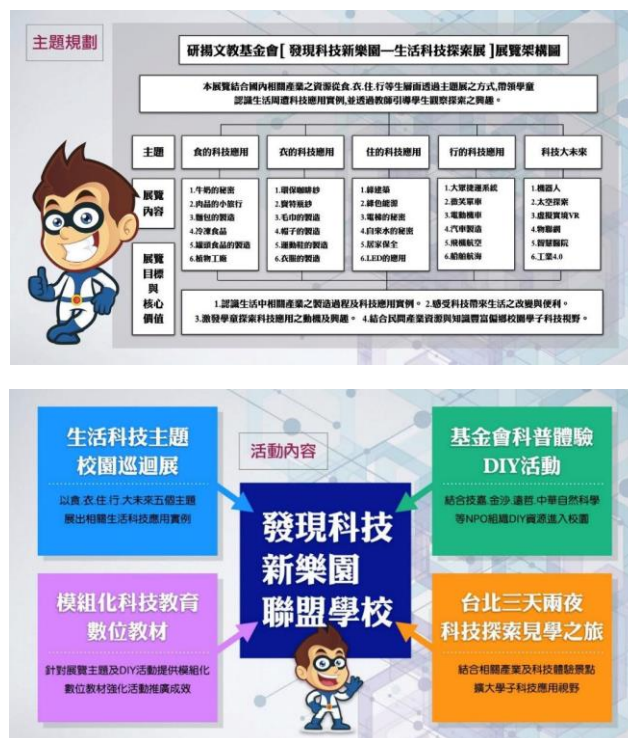 主題規劃
研揚文教基金會[ 發現科技新樂園—生活科技探索展 ]展覽架構圖
本展覽結合國內相關產業之資源從食.衣.住.行等生層面透過主題展之方式,帶領學童
認識生活周遭科技應用實例,並透過教師引導學生觀察探索之興趣。
主題
食的科技應用
衣的科技應用
住的科技應用
行的科技應用
科技大未來
展覽
內容
1.牛奶的秘密
2.肉品的小旅行
3.麵包的製造
4.冷凍食品
5.罐頭食品的製造
6.植物工廠
1.環保咖啡紗
2.寶特瓶紗
3.毛巾的製造
4.帽子的製造
5.運動鞋的製造
6.衣服的製造
1.綠建築
2.綠色能源
3.電梯的秘密
4.自來水的秘密
5.居家保全
6.LED的應用
1.大眾捷運系統
2.微笑單車
3.電動機車
4.汽車製造
5.飛機航空
6.船舶航海
1.機器人
2.太空探索
3.虛擬實境VR
4.物聯網
5.智慧醫院
6.工業4.0
展覽
目標
與
核心
價值
1.認識生活中相關產業之製造過程及科技應用實例。 2.感受科技帶來生活之改變與便利。
3.激發學童探索科技應用之動機及興趣。 4.結合民間產業資源與知識豐富偏鄉校園學子科技視野。
生活科技主題
校園巡迴展
以食.衣.住.行.大未來五個主題
展出相關生活科技應用實例
活動內容
基金會科普體驗
DIY活動
結合技嘉.金沙.遠哲.中華自然科學
等NPO組織DIY資源進入校園
發現科技
新樂園
聯盟學校
模組化科技教育
數位教材
針對展覽主題及DIY活動提供模組化
數位教材強化活動推廣成效
台北三天兩夜
科技探索見學之旅
結合相關產業及科技體驗景點
擴大學子科技應用視野